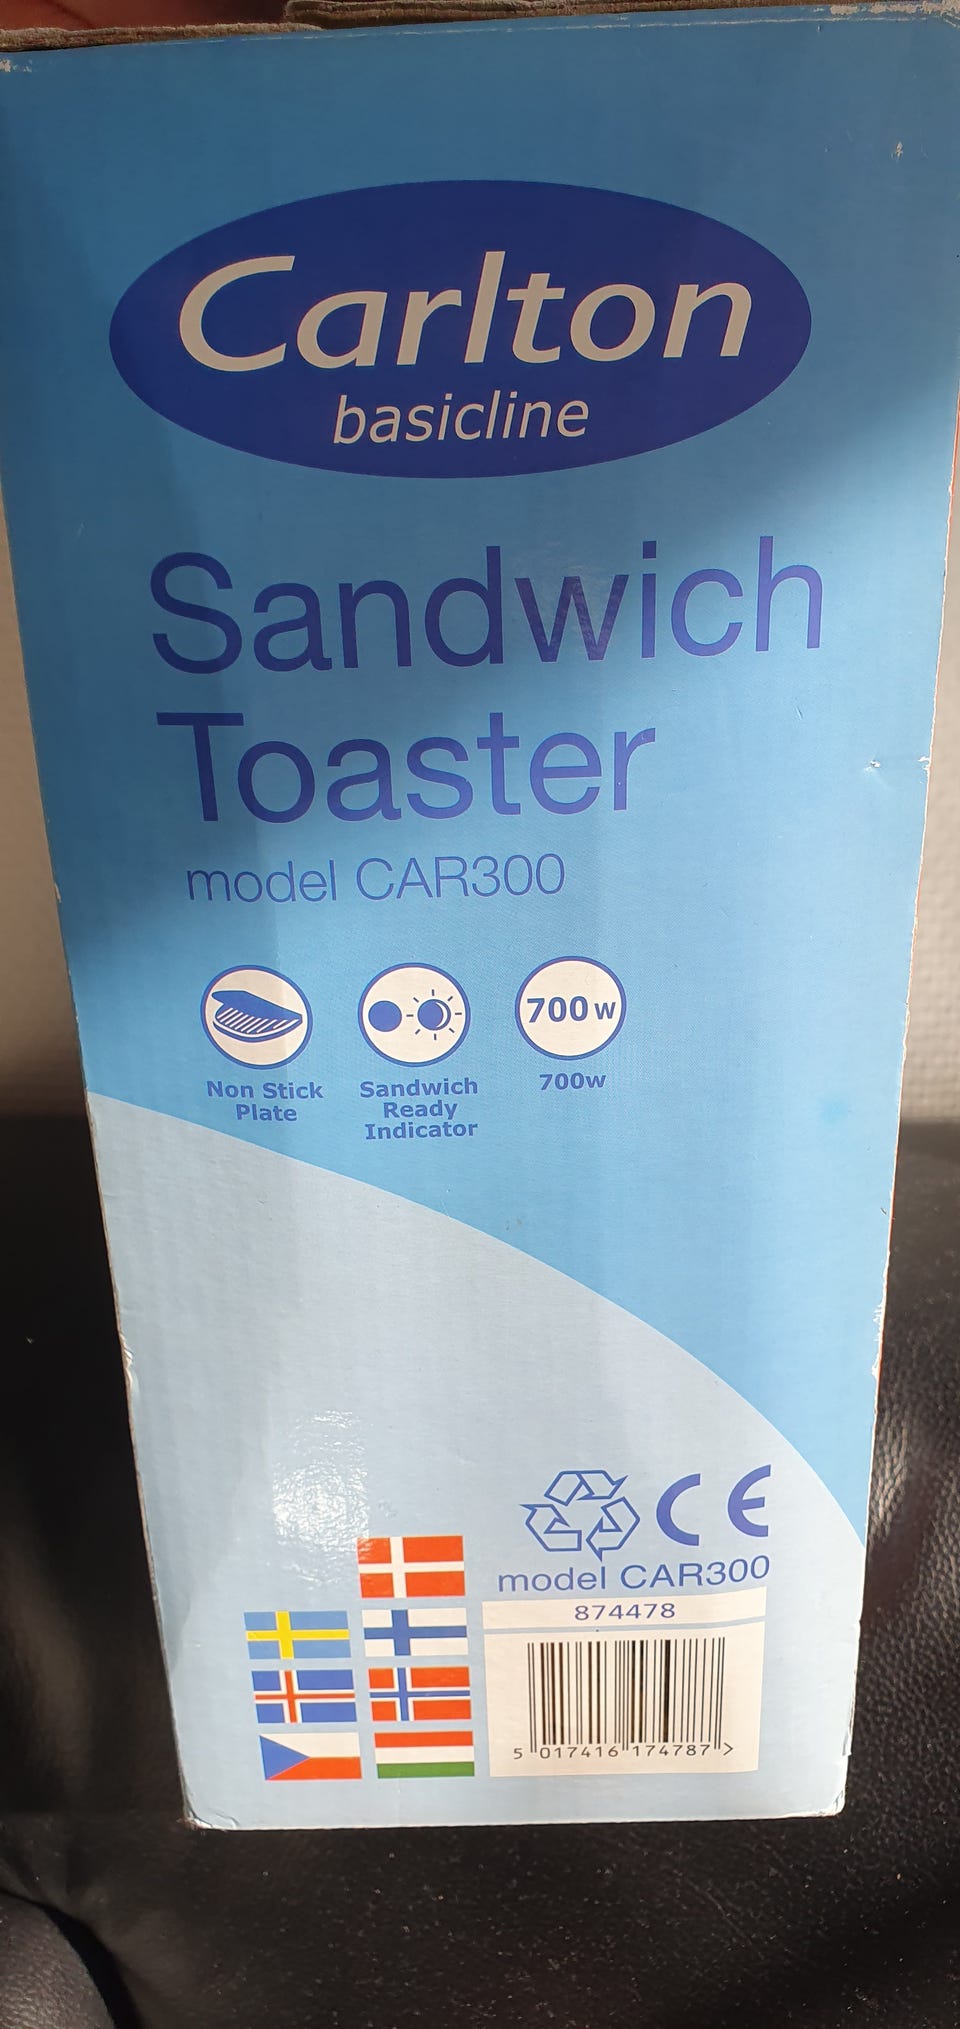 Carlton
basicline
Sandwich
Toaster
model CAR300
700 w
Non Stick
Plate
Sandwich
Ready
Indicator
700w
CE
model CAR300
874478
5 017416 174787 >